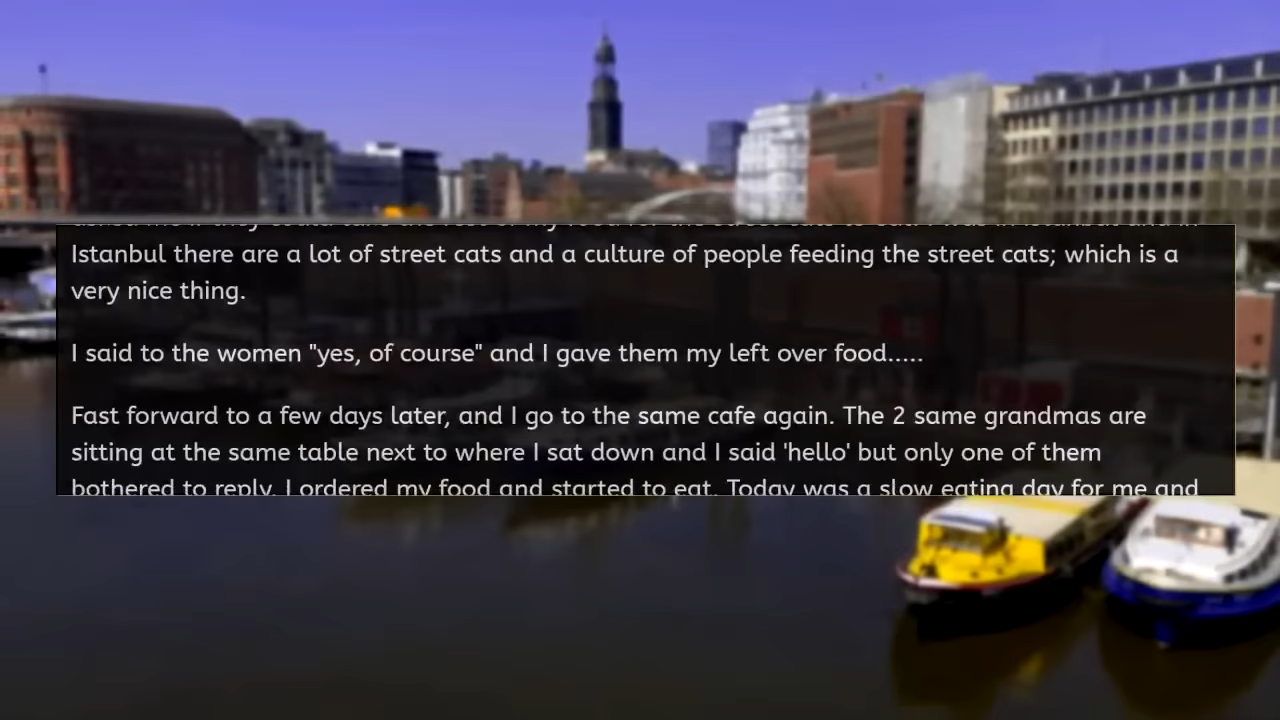 Istanbul there are a lot of street cats and a culture of people feeding the street cats; which is a
very nice thing.
I said to the women "yes, of course" and I gave them my left over food.....
Fast forward to a few days later, and I go to the same cafe again. The 2 same grandmas are
sitting at the same table next to where I sat down and I said 'hello' but only one of them
bothered to reply. I ordered my food and started to eat. Today was a slow eating day for me and